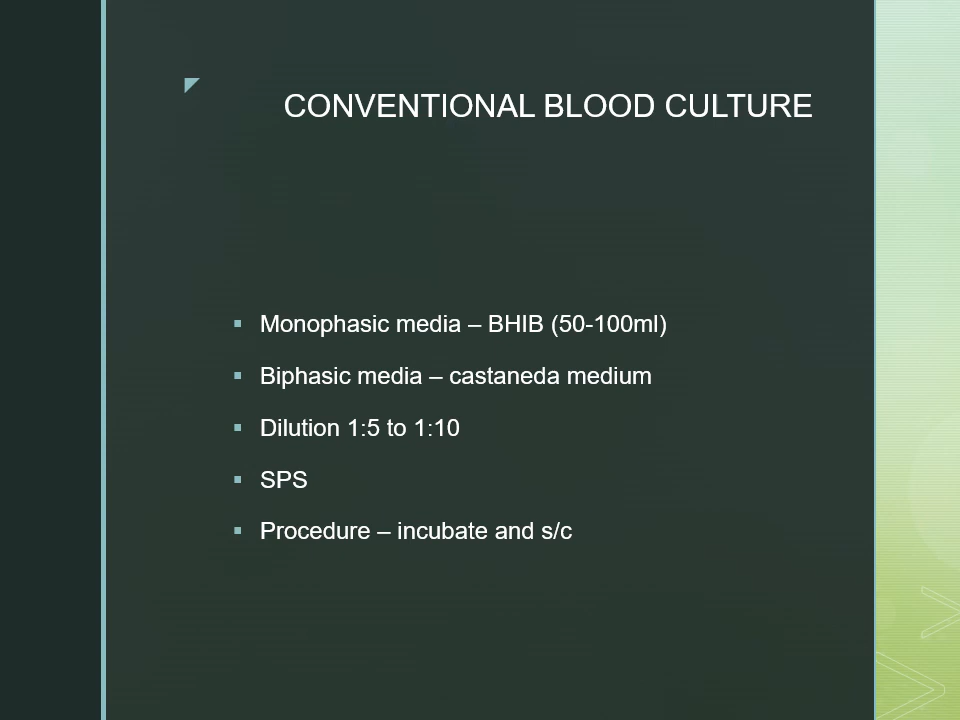 CONVENTIONAL BLOOD CULTURE
▪ Monophasic media – BHIB (50-100ml)
▪ Biphasic media – castaneda medium
▪ Dilution 1:5 to 1:10
▪ SPS
▪ Procedure – incubate and s/c